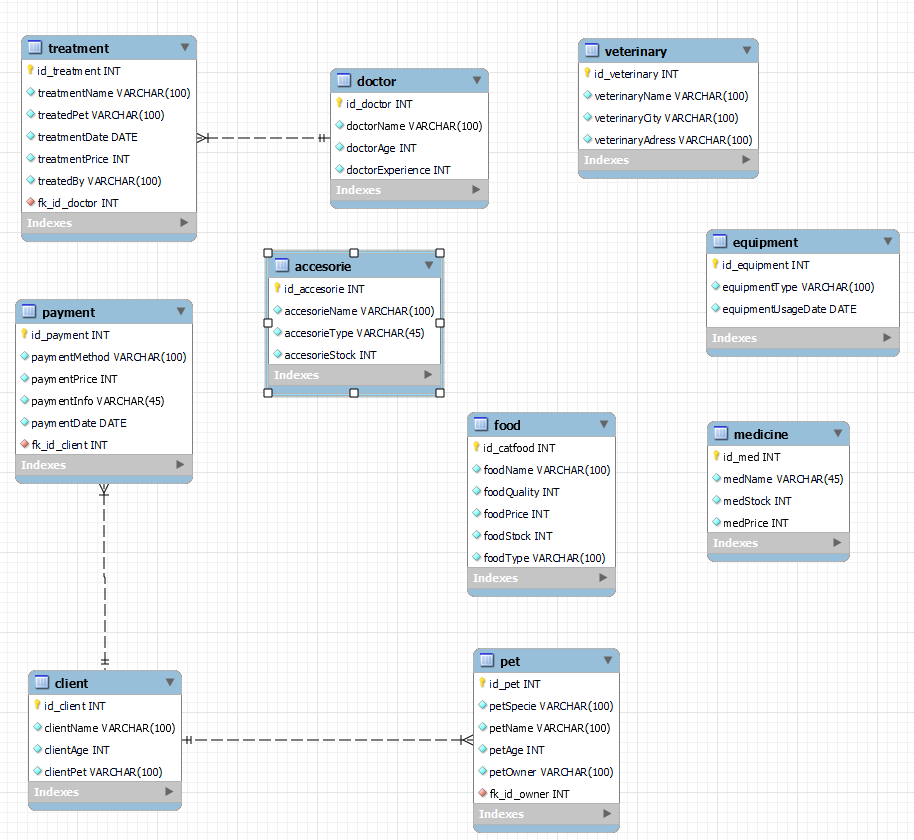 treatment
id_treatment INT
treatmentName VARCHAR(100)
treatedPet VARCHAR(100)
treatmentDate DATE
treatmentPrice INT
treatedBy VARCHAR(100)
fk_id_doctor INT
Indexes
doctor
id_doctor INT
doctorName VARCHAR(100)
doctorAge INT
doctorExperience INT
Indexes
veterinary
id_veterinary INT
veterinaryName VARCHAR(100)
veterinaryCity VARCHAR(100)
veterinaryAdress VARCHAR(100)
Indexes
equipment
id_equipment INT
equipmentType VARCHAR(100)
equipmentUsageDate DATE
Indexes
accesorie
id_accesorie INT
accesorieName VARCHAR(100)
accesorieType VARCHAR(45)
accesorieStock INT
Indexes
payment
id_payment INT
paymentMethod VARCHAR(100)
paymentPrice INT
paymentInfo VARCHAR(45)
paymentDate DATE
fk_id_client INT
Indexes
food
id_catfood INT
foodName VARCHAR(100)
foodQuality INT
foodPrice INT
foodStock INT
foodType VARCHAR(100)
Indexes
medicine
id_med INT
medName VARCHAR(45)
medStock INT
medPrice INT
Indexes
client
id_client INT
clientName VARCHAR(100)
clientAge INT
clientPet VARCHAR(100)
Indexes
pet
id_pet INT
petSpecie VARCHAR(100)
petName VARCHAR(100)
petAge INT
petOwner VARCHAR(100)
fk_id_owner INT
Indexes